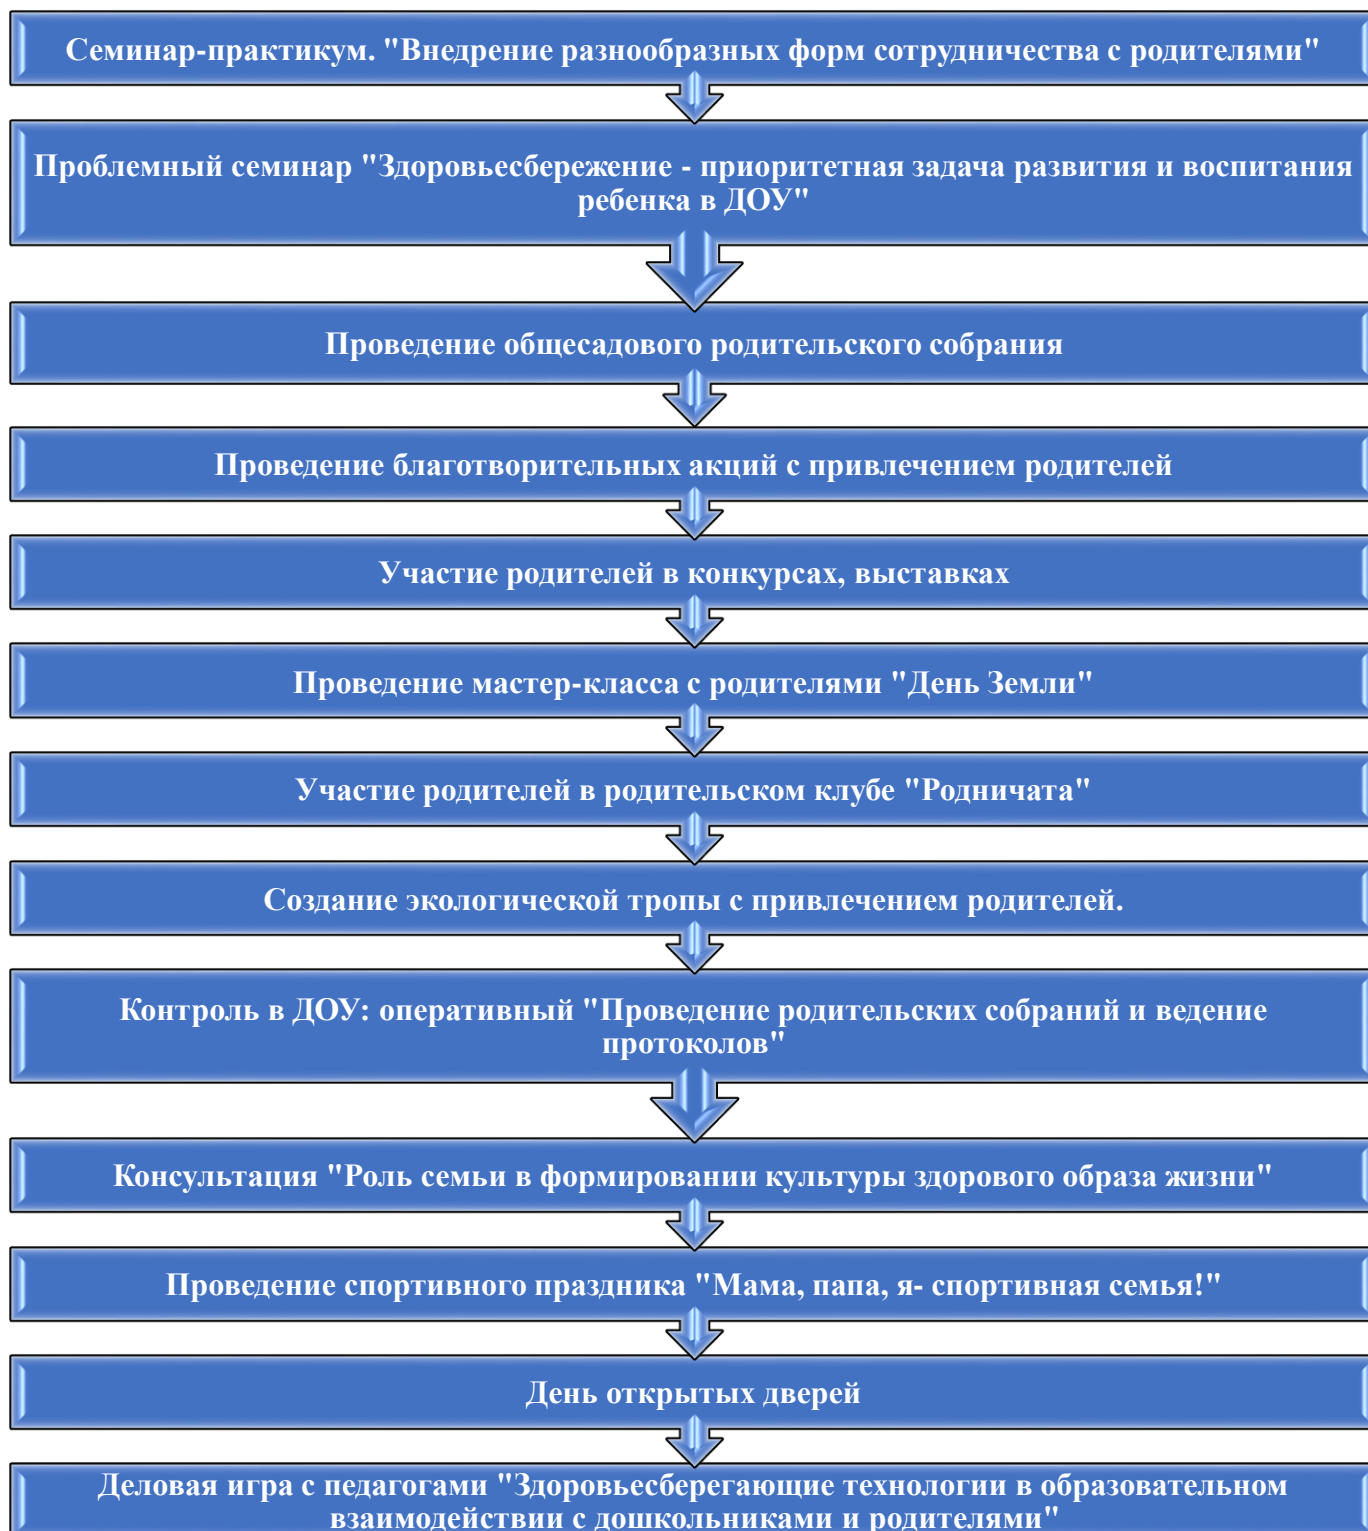 Семинар-практикум. "Внедрение разнообразных форм сотрудничества с родителями"
Проблемный семинар "Здоровьесбережение - приоритетная задача развития и воспитания
ребенка в ДОУ"
Проведение общесадового родительского собрания
Проведение благотворительных акций с привлечением родителей
Участие родителей в конкурсах, выставках
Проведение мастер-класса с родителями "День Земли"
Участие родителей в родительском клубе "Родничата"
Создание экологической тропы с привлечением родителей.
Контроль в ДОУ: оперативный "Проведение родительских собраний и ведение
протоколов"
Консультация "Роль семьи в формировании культуры здорового образа жизни"
Проведение спортивного праздника "Мама, папа, я- спортивная семья!"
День открытых дверей
Деловая игра с педагогами "Здоровьесберегающие технологии в образовательном
взаимодействии с дошкольниками и родителями"